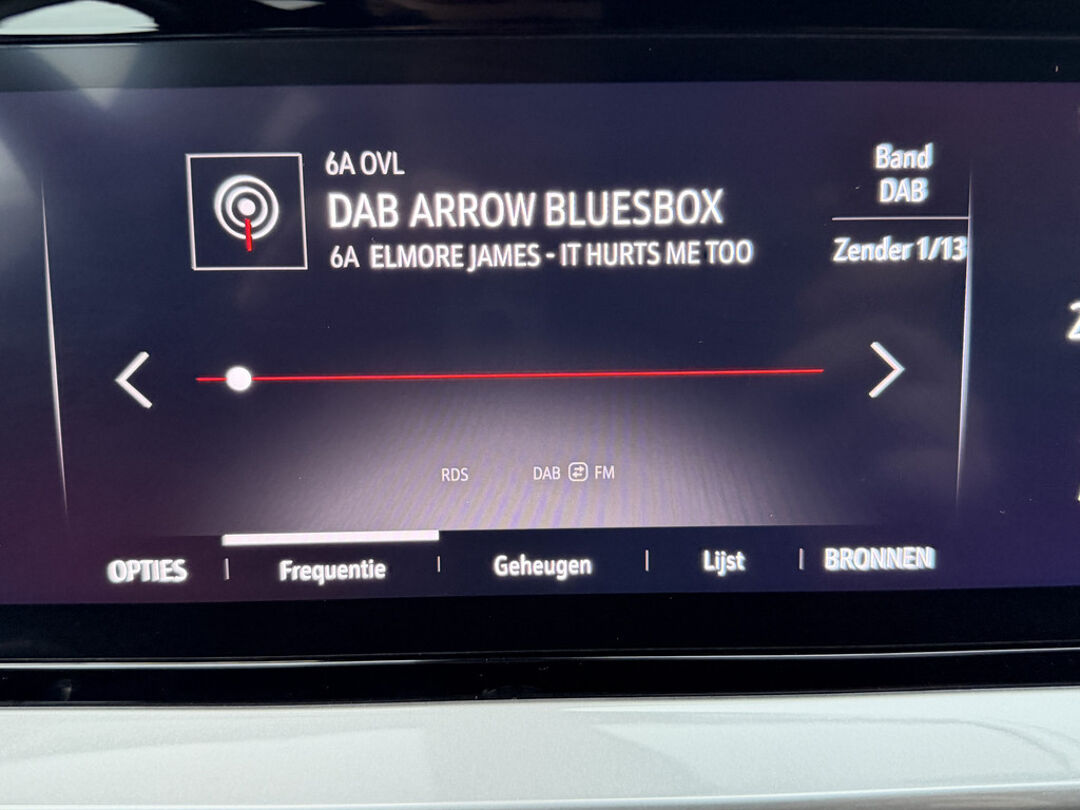 6A OVL
DAB ARROW BLUESBOX
6A ELMORE JAMES - IT HURTS ME TOO
Band
DAB
Zender 1/13
RDS DAB FM
OPTIES Frequentie Geheugen Lijst BRONNEN